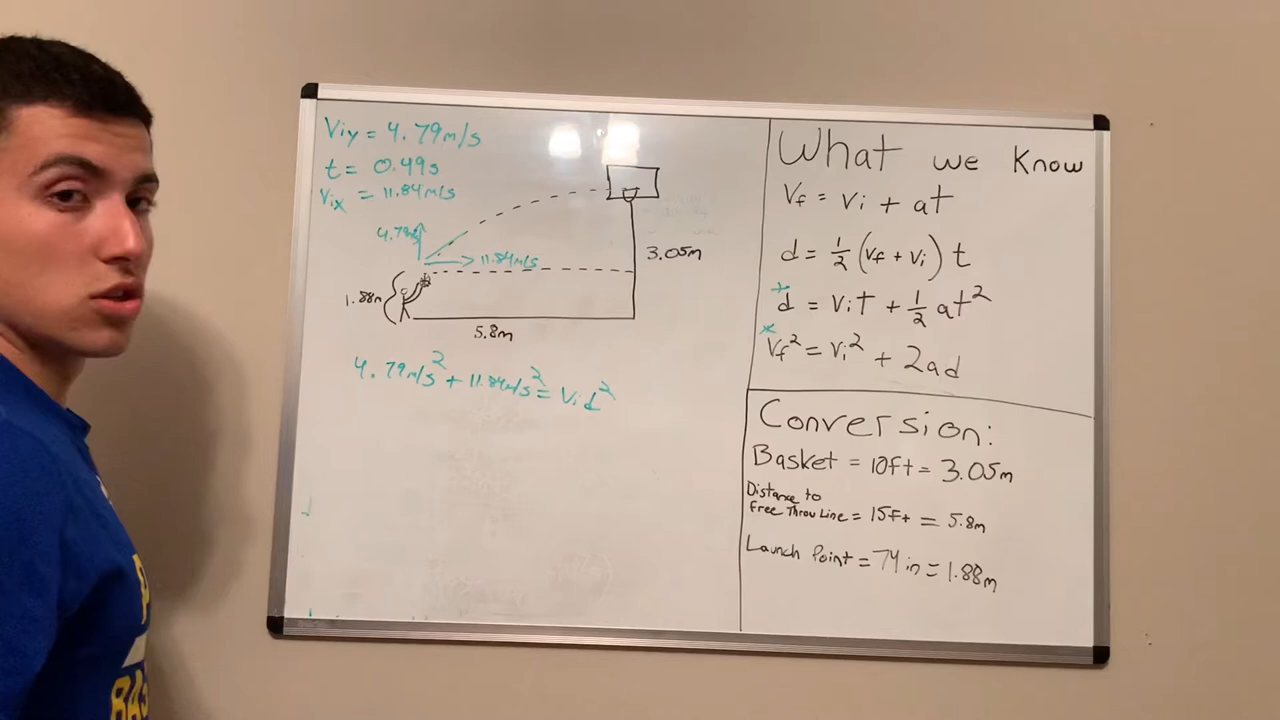 Viy = 4.79m/s
t = 0.49s
Vix = 11.84m/s
4.79m/s
11.84m/s
3.05m
1.88m
5.8m
4.79m/s² + 11.84m/s² = Vid²
What we Know
Vf = Vi + at
d = 1/2 (Vf + Vi) t
* d = Vit + 1/2 at²
* Vf² = Vi² + 2ad
Conversion:
Basket = 10ft = 3.05m
Distance to
Free Throw Line = 15Ft = 5.8m
Launch Point = 74in = 1.88m